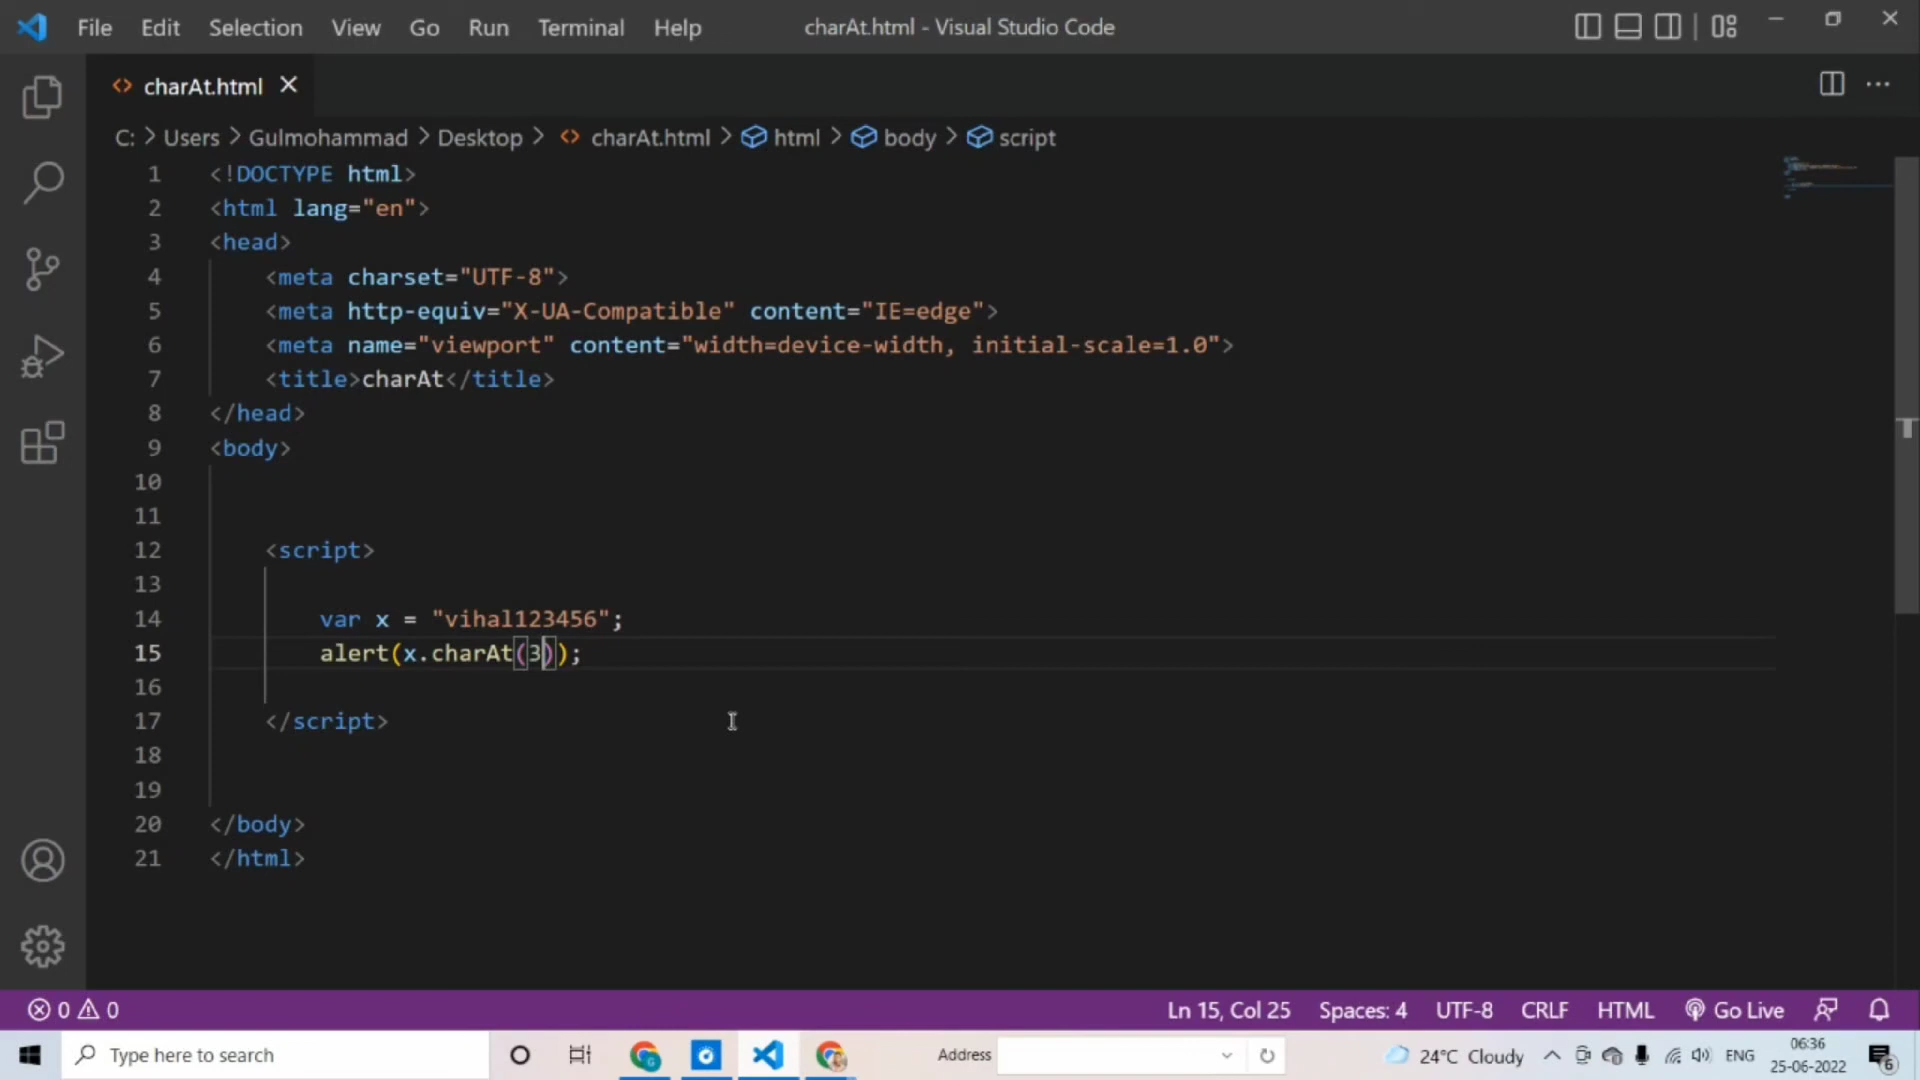 File Edit Selection View Go Run Terminal Help charAt.html - Visual Studio Code
charAt.html
C: > Users > Gulmohammad > Desktop > charAt.html > html > body > script
1 <!DOCTYPE html>
2 <html lang="en">
3 <head>
4 <meta charset="UTF-8">
5 <meta http-equiv="X-UA-Compatible" content="IE=edge">
6 <meta name="viewport" content="width=device-width, initial-scale=1.0">
7 <title>charAt</title>
8 </head>
9 <body>
10
11
12 <script>
13
14 var x = "vihal123456";
15 alert(x.charAt(3));
16
17 </script>
18
19
20 </body>
21 </html>
0 0 Ln 15, Col 25 Spaces: 4 UTF-8 CRLF HTML Go Live
Type here to search Address 24°C Cloudy ENG 06:36
25-06-2022 6